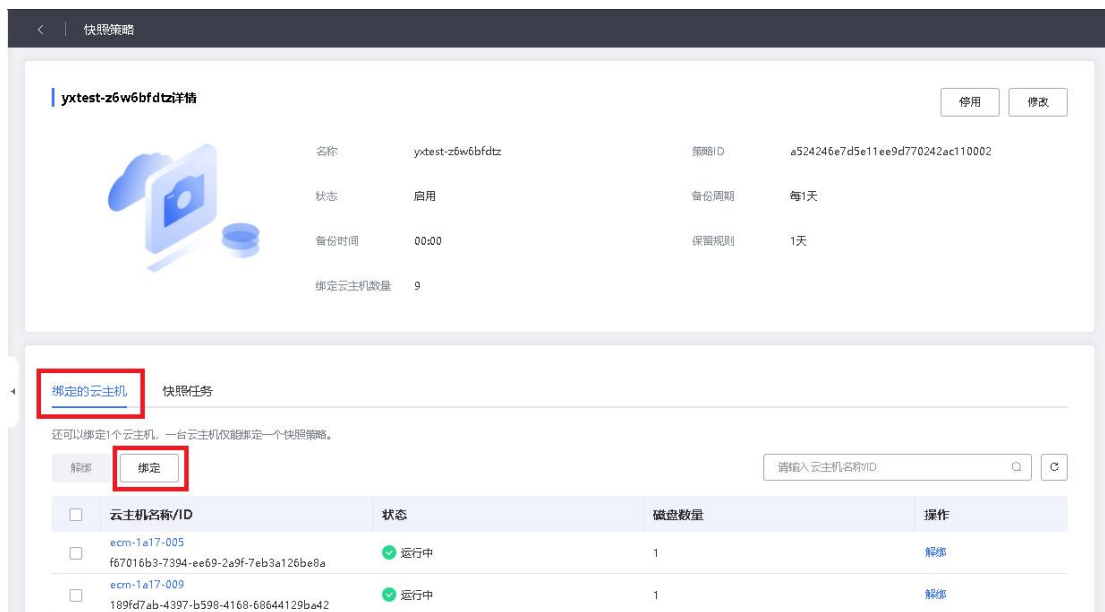 快照策略
yxtest-z6w6bfdtz详情
停用 修改
名称 yxtest-z6w6bfdtz 策略ID a524246e7d5e11ee9d770242ac110002
状态 启用 备份周期 每1天
备份时间 00:00 保留规则 1天
绑定云主机数量 9
绑定的云主机 快照任务
还可以绑定1个云主机，一台云主机仅能绑定一个快照策略。
解绑 绑定 请输入云主机名称/ID
云主机名称/ID 状态 磁盘数量 操作
ecm-1a17-005
f67016b3-7394-ee69-2a9f-7eb3a126be8a 运行中 1 解绑
ecm-1a17-009
189fd7ab-4397-b598-4168-68644129ba42 运行中 1 解绑